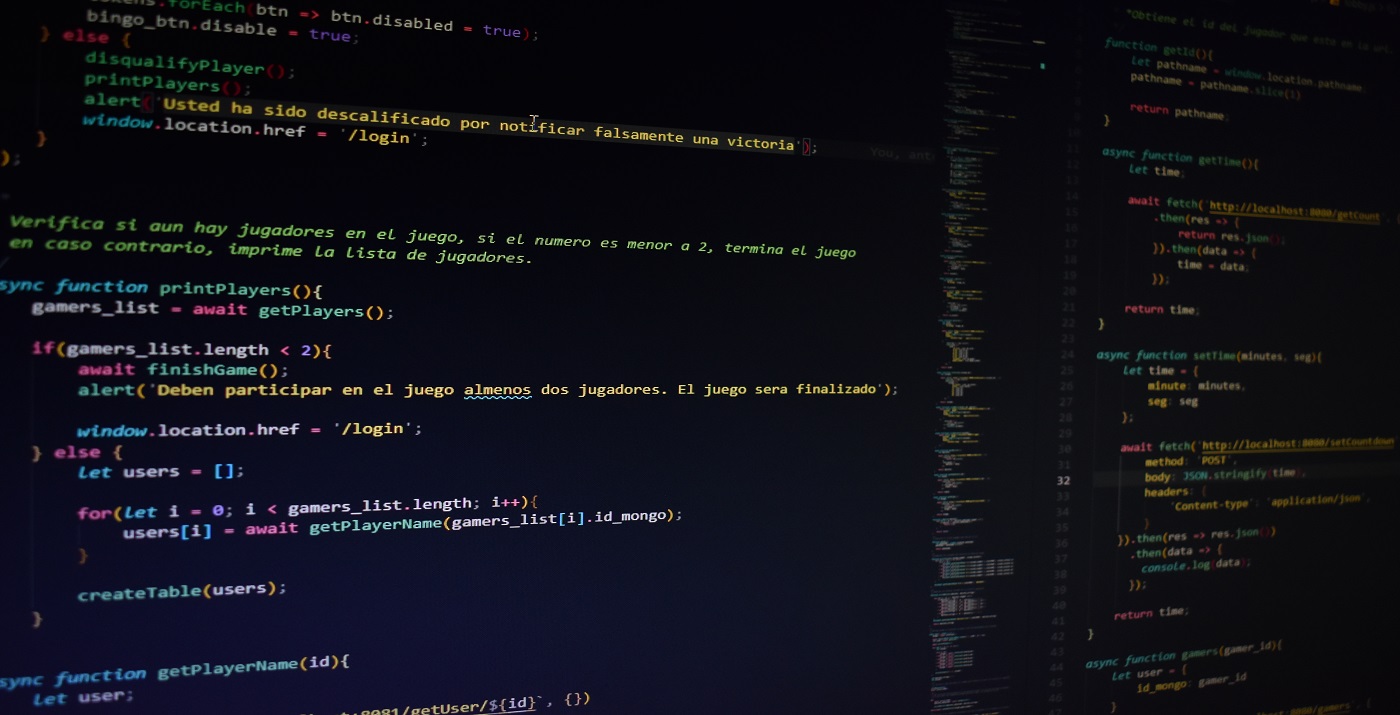 .forEach(btn => btn.disabled = true);
bingo_btn.disable = true;
} else {
disqualifyPlayer();
printPlayers();
alert('Usted ha sido descalificado por notificar falsamente una victoria');
window.location.href = '/login';
}
);
Verifica si aun hay jugadores en el juego, si el numero es menor a 2, termina el juego
en caso contrario, imprime la lista de jugadores.
sync function printPlayers(){
gamers_list = await getPlayers();
if(gamers_list.length < 2){
await finishGame();
alert('Deben participar en el juego almenos dos jugadores. El juego sera finalizado');
window.location.href = '/login';
} else {
let users = [];
for(let i = 0; i < gamers_list.length; i++){
users[i] = await getPlayerName(gamers_list[i].id_mongo);
}
createTable(users);
}
sync function getPlayerName(id){
let user;
/getUser/${id}`, {})
You, ant
*Obtiene el id del jugador que esta en la
function getId(){
let pathname = window.location.pathname
pathname = pathname.slice(1)
return pathname;
}
async function getTime(){
let time;
await fetch('http://localhost:8080/getCount
.then(res => {
return res.json();
}).then(data => {
time = data;
});
return time;
}
async function setTime(minutes, seg){
let time = {
minute: minutes,
seg: seg
};
await fetch('http://localhost:8080/setCountdown
method: 'POST',
32 body: JSON.stringify(time),
headers: {
'Content-type': 'application/json',
}
}).then(res => res.json())
.then(data => {
console.log(data);
});
return time;
}
async function gamers(gamer_id){
let user = {
id_mongo: gamer_id
}